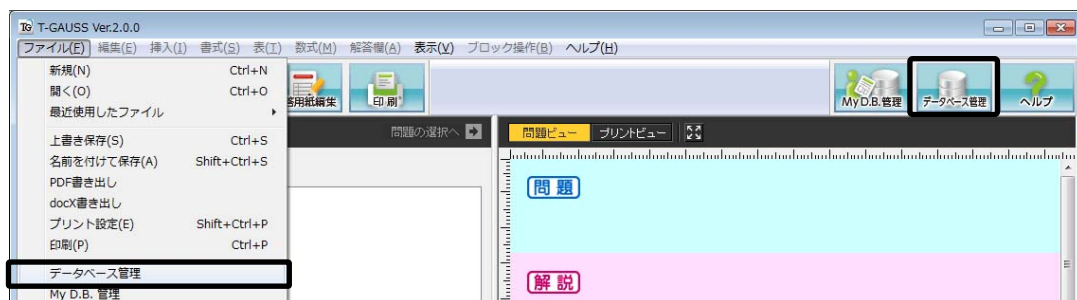 T-GAUSS Ver.2.0.0
ファイル(F) 編集(E) 挿入(I) 書式(S) 表(T) 数式(M) 解答欄(A) 表示(V) ブロック操作(B) ヘルプ(H)
新規(N) Ctrl+N
開く(O) Ctrl+O
最近使用したファイル
上書き保存(S) Ctrl+S
名前を付けて保存(A) Shift+Ctrl+S
PDF書き出し
docX書き出し
プリント設定(E) Shift+Ctrl+P
印刷(P) Ctrl+P
データベース管理
My D.B. 管理
用紙編集
印刷
My D.B.管理
データベース管理
ヘルプ
問題の選択へ
問題ビュー プリントビュー
問題
解説